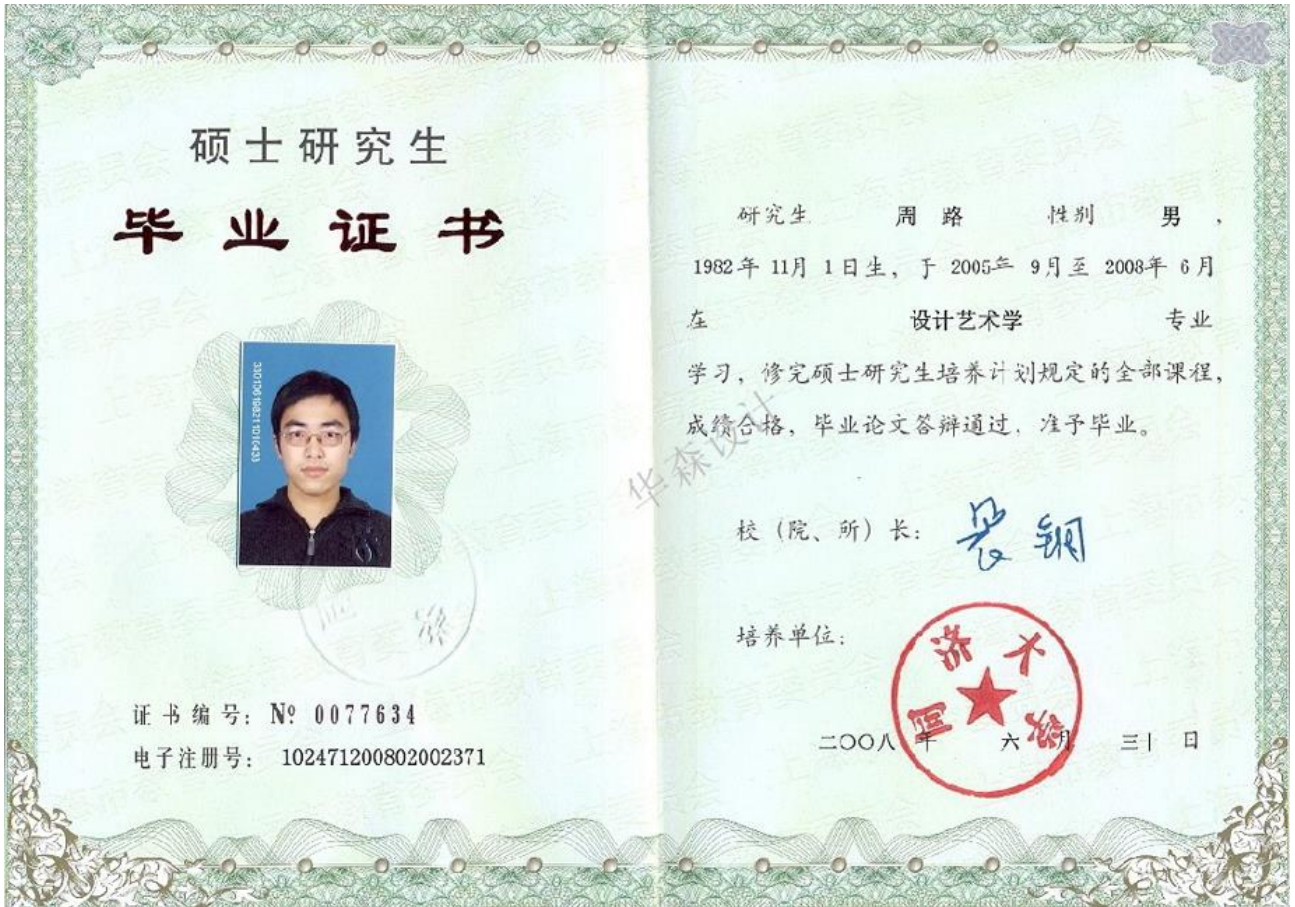 硕士研究生
毕业证书
330106198211010433
证书编号: № 0077634
电子注册号: 102471200802002371
研究生 周路 性别 男,
1982年 11月 1日生, 于 2005年 9月至 2008年 6月
在 设计艺术学 专业
学习, 修完硕士研究生培养计划规定的全部课程,
成绩合格, 毕业论文答辩通过, 准予毕业。
校(院、所)长:
培养单位:
同济大学
二〇〇八年 六月 三十日
华森设计